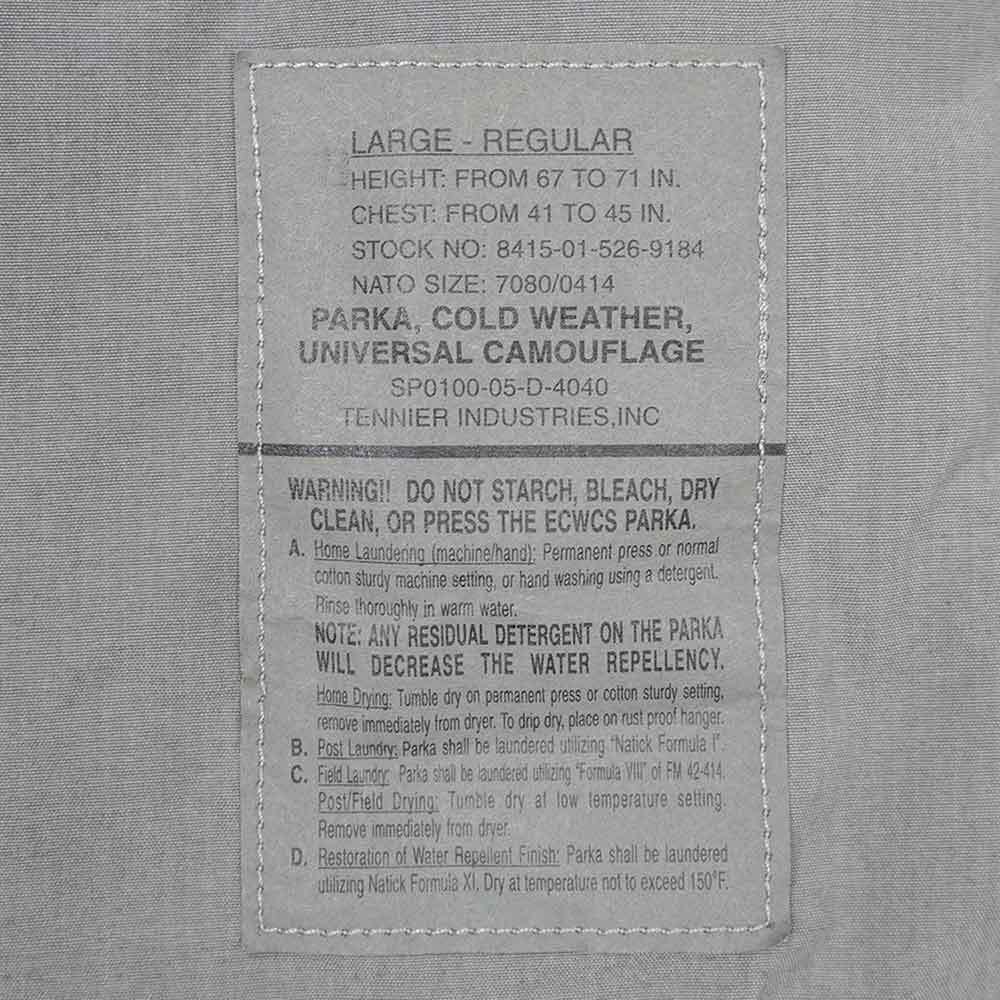 LARGE - REGULAR
HEIGHT: FROM 67 TO 71 IN.
CHEST: FROM 41 TO 45 IN.
STOCK NO: 8415-01-526-9184
NATO SIZE: 7080/0414
PARKA, COLD WEATHER,
UNIVERSAL CAMOUFLAGE
SP0100-05-D-4040
TENNIER INDUSTRIES,INC
WARNING!! DO NOT STARCH, BLEACH, DRY
CLEAN, OR PRESS THE ECWCS PARKA.
A. Home Laundering (machine/hand): Permanent press or normal
cotton sturdy machine setting, or hand washing using a detergent.
Rinse thoroughly in warm water.
NOTE: ANY RESIDUAL DETERGENT ON THE PARKA
WILL DECREASE THE WATER REPELLENCY.
Home Drying: Tumble dry on permanent press or cotton sturdy setting,
remove immediately from dryer. To drip dry, place on rust proof hanger.
B. Post Laundry: Parka shall be laundered utilizing "Natick Formula I".
C. Field Laundry: Parka shall be laundered utilizing "Formula VIII" of FM 42-414.
Post/Field Drying: Tumble dry at low temperature setting.
Remove immediately from dryer.
D. Restoration of Water Repellent Finish: Parka shall be laundered
utilizing Natick Formula XI. Dry at temperature not to exceed 150°F.